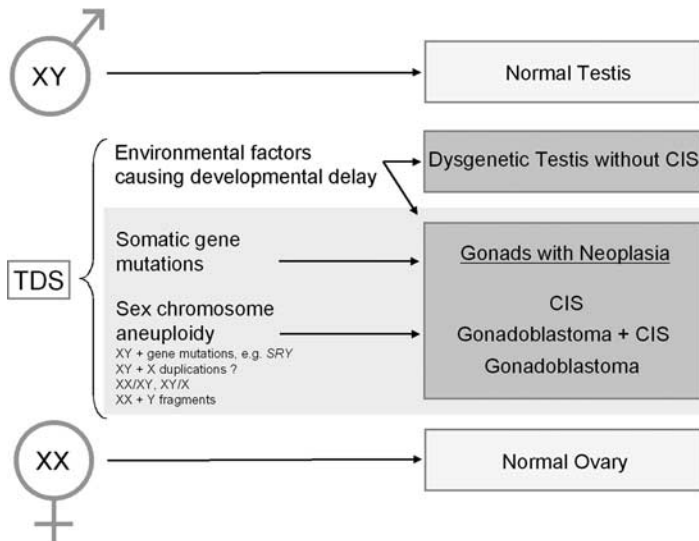 XY
Normal Testis
Environmental factors
causing developmental delay
Dysgenetic Testis without CIS
TDS
Somatic gene
mutations
Gonads with Neoplasia
Sex chromosome
aneuploidy
XY + gene mutations, e.g. SRY
XY + X duplications ?
XX/XY, XY/X
XX + Y fragments
CIS
Gonadoblastoma + CIS
Gonadoblastoma
XX
Normal Ovary